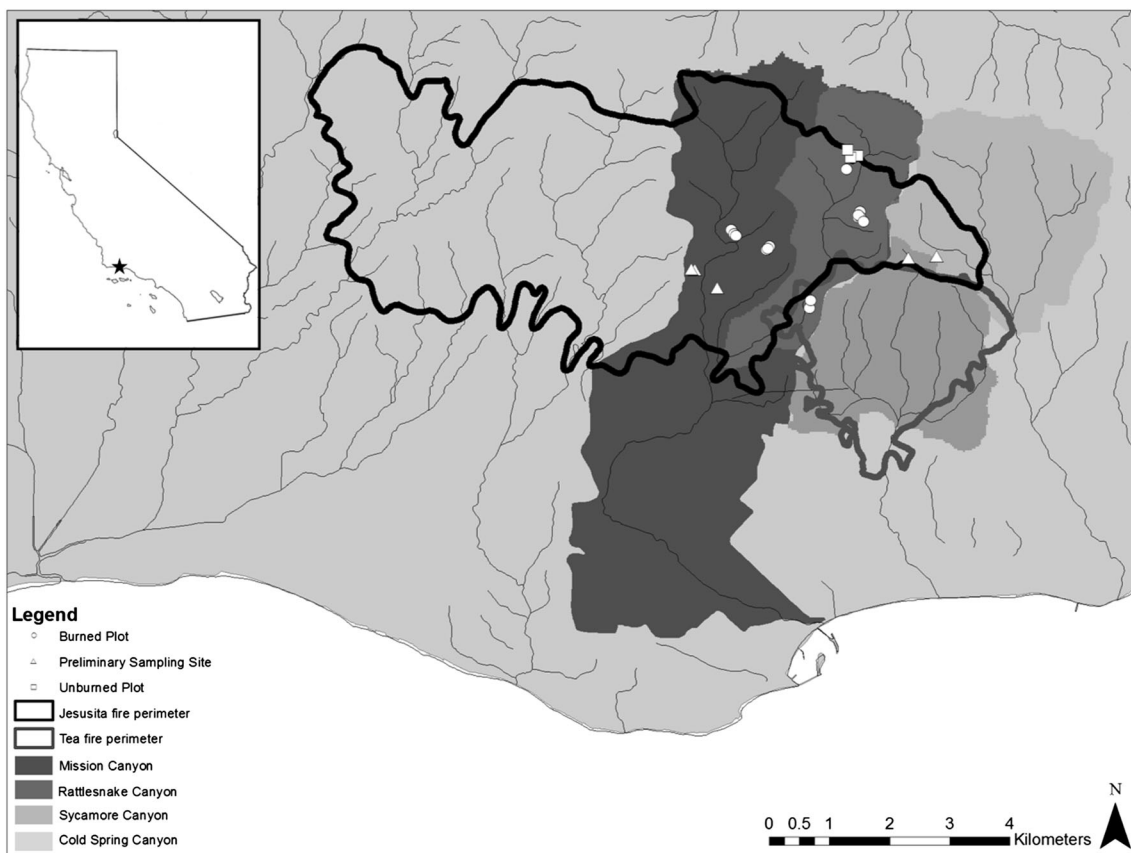 Legend
Burned Plot
Preliminary Sampling Site
Unburned Plot
Jesusita fire perimeter
Tea fire perimeter
Mission Canyon
Rattlesnake Canyon
Sycamore Canyon
Cold Spring Canyon
N
0 0.5 1 2 3 4
Kilometers